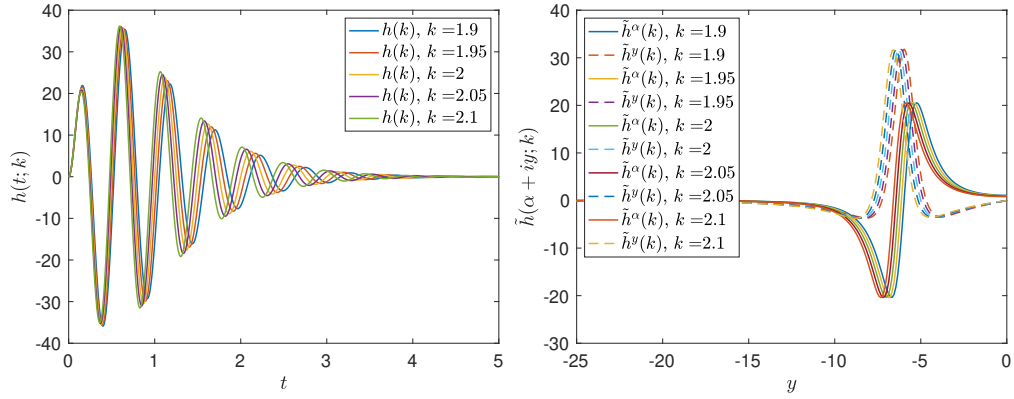 40
30
20
10
0
-10
-20
-30
-40
h(t; k)
0
1
2
3
4
5
t
h(k), k =1.9
h(k), k =1.95
h(k), k =2
h(k), k =2.05
h(k), k =2.1
40
30
20
10
0
-10
-20
-30
h̃(α + iy; k)
-25
-20
-15
-10
-5
0
y
h̃^α(k), k =1.9
h̃^y(k), k =1.9
h̃^α(k), k =1.95
h̃^y(k), k =1.95
h̃^α(k), k =2
h̃^y(k), k =2
h̃^α(k), k =2.05
h̃^y(k), k =2.05
h̃^α(k), k =2.1
h̃^y(k), k =2.1